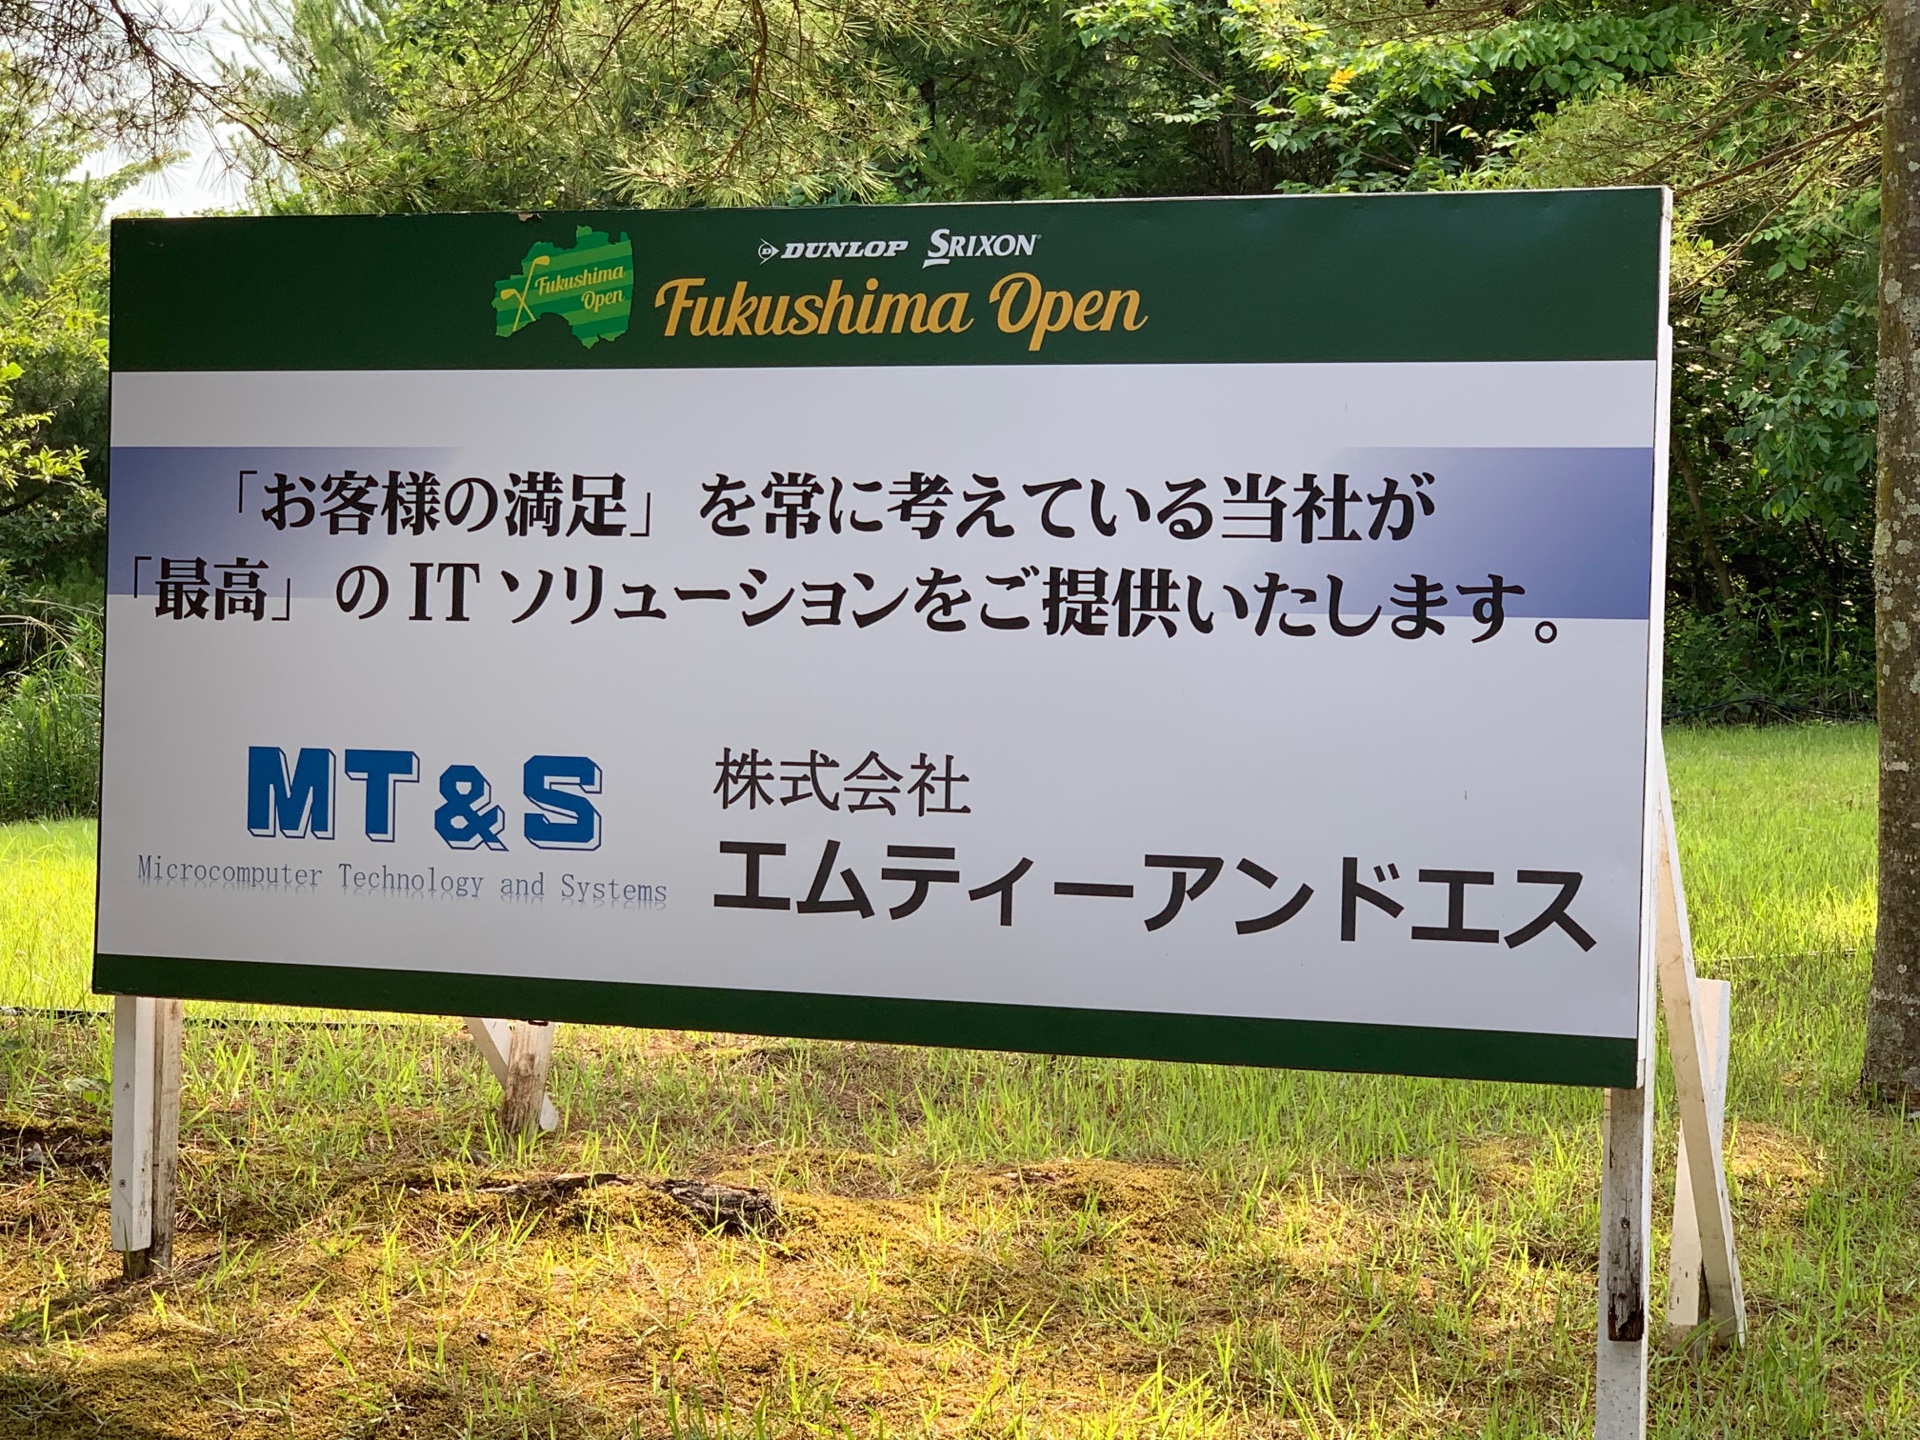 Fukushima
Open
DUNLOP SRIXON
Fukushima Open
「お客様の満足」を常に考えている当社が
「最高」のITソリューションをご提供いたします。
MT&S
Microcomputer Technology and Systems
株式会社
エムティーアンドエス